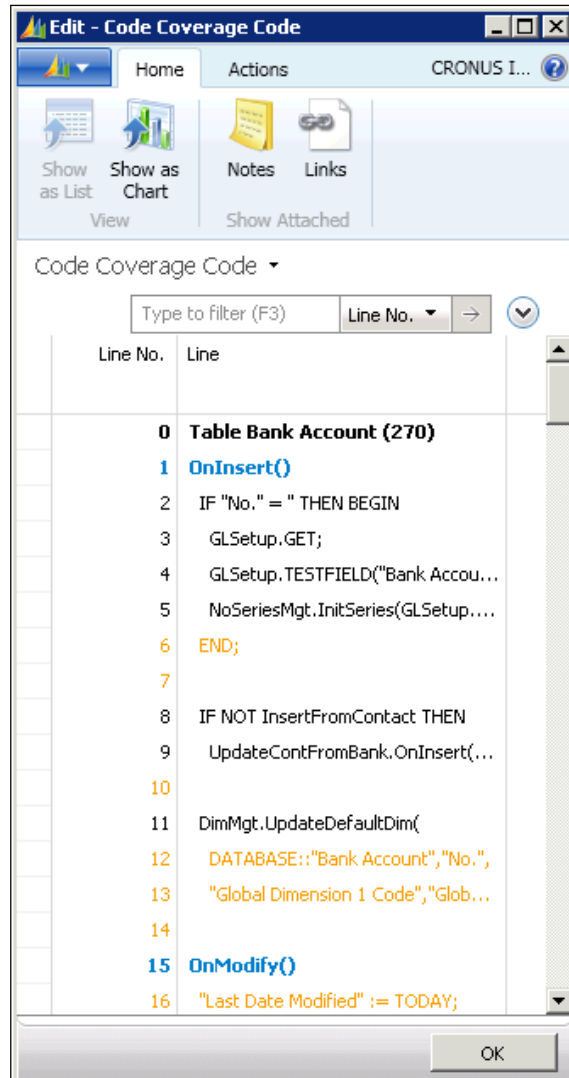 Edit - Code Coverage Code
Home Actions CRONUS I... ?
Show as List
Show as Chart
Notes
Links
View
Show Attached
Code Coverage Code
Type to filter (F3) Line No.
Line No. Line
0 Table Bank Account (270)
1 OnInsert()
2 IF "No." = '' THEN BEGIN
3 GLSetup.GET;
4 GLSetup.TESTFIELD("Bank Accou...
5 NoSeriesMgt.InitSeries(GLSetup....
6 END;
7
8 IF NOT InsertFromContact THEN
9 UpdateContFromBank.OnInsert(...
10
11 DimMgt.UpdateDefaultDim(
12 DATABASE::"Bank Account","No.",
13 "Global Dimension 1 Code","Glob...
14
15 OnModify()
16 "Last Date Modified" := TODAY;
OK